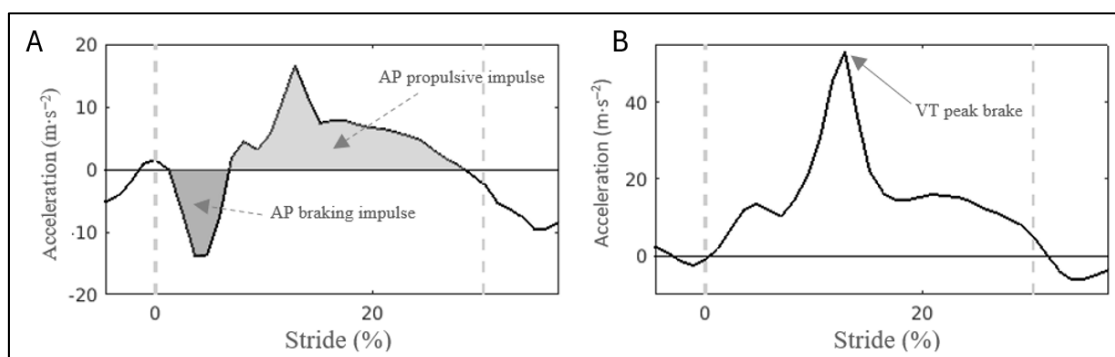 A
20
10
0
-10
-20
Acceleration (m·s⁻²)
AP propulsive impulse
AP braking impulse
0
20
Stride (%)
B
40
20
0
Acceleration (m·s⁻²)
VT peak brake
0
20
Stride (%)